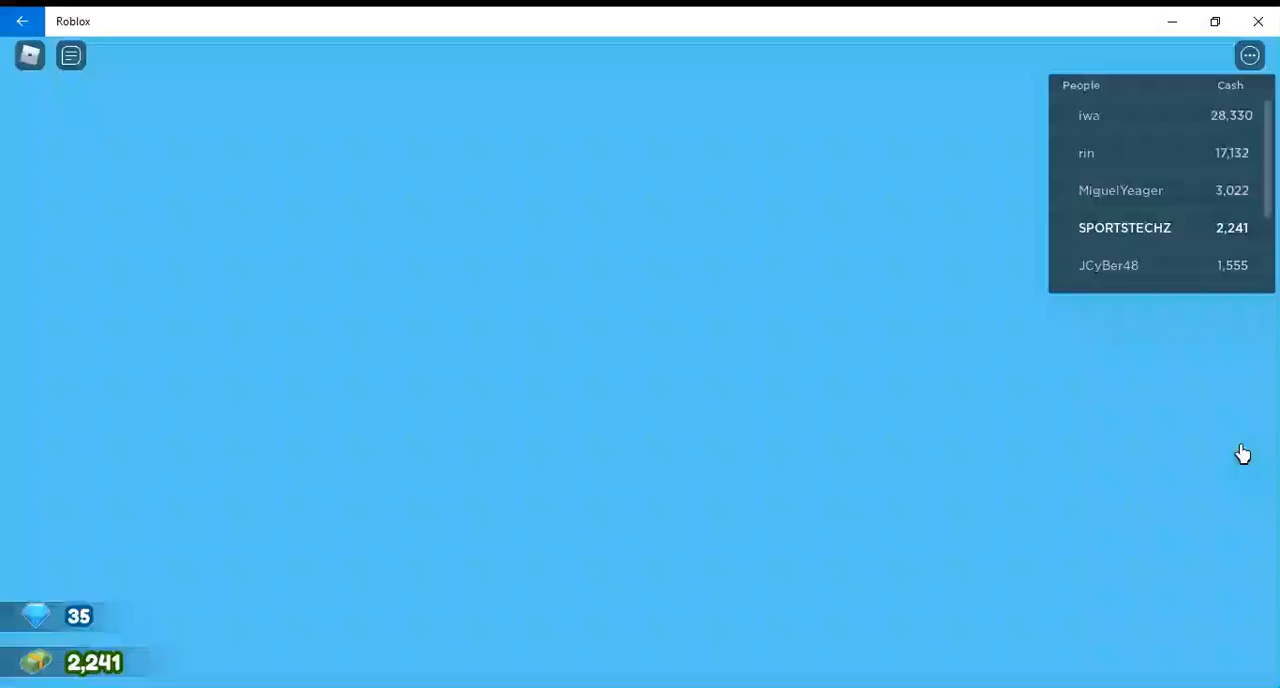 Roblox
People Cash
iwa 28,330
rin 17,132
MiguelYeager 3,022
SPORTSTECHZ 2,241
JCyBer48 1,555
35
2,241